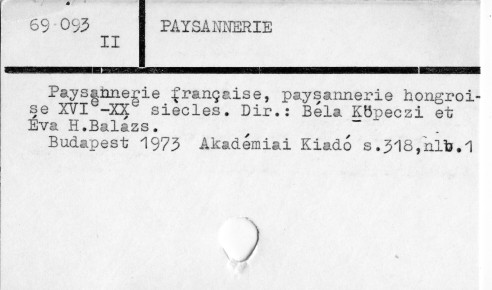 69·093 PAYSANNERIE
II
Paysannerie française, paysannerie hongroi-
se XVIe-XXe siècles. Dir.: Béla Köpeczi et
Éva H.Balázs.
Budapest 1973 Akadémiai Kiadó s.318,nlb.1